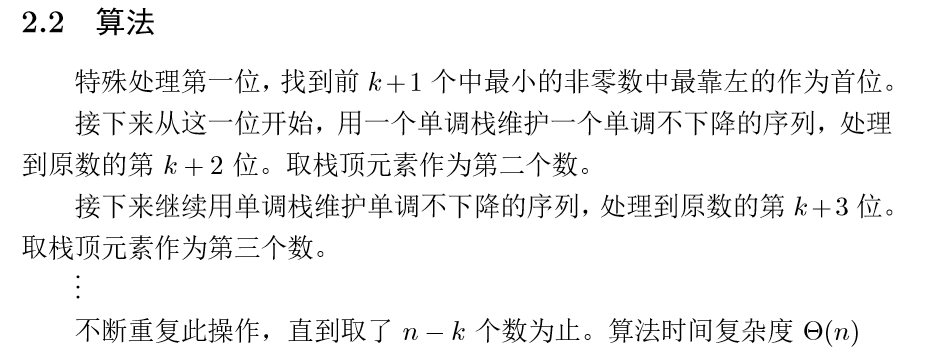 2.2 算法
特殊处理第一位，找到前 k+1 个中最小的非零数中最靠左的作为首位。
接下来从这一位开始，用一个单调栈维护一个单调不下降的序列，处理
到原数的第 k + 2 位。取栈顶元素作为第二个数。
接下来继续用单调栈维护单调不下降的序列，处理到原数的第 k+3 位。
取栈顶元素作为第三个数。
⋮
不断重复此操作，直到取了 n − k 个数为止。算法时间复杂度 Θ(n)